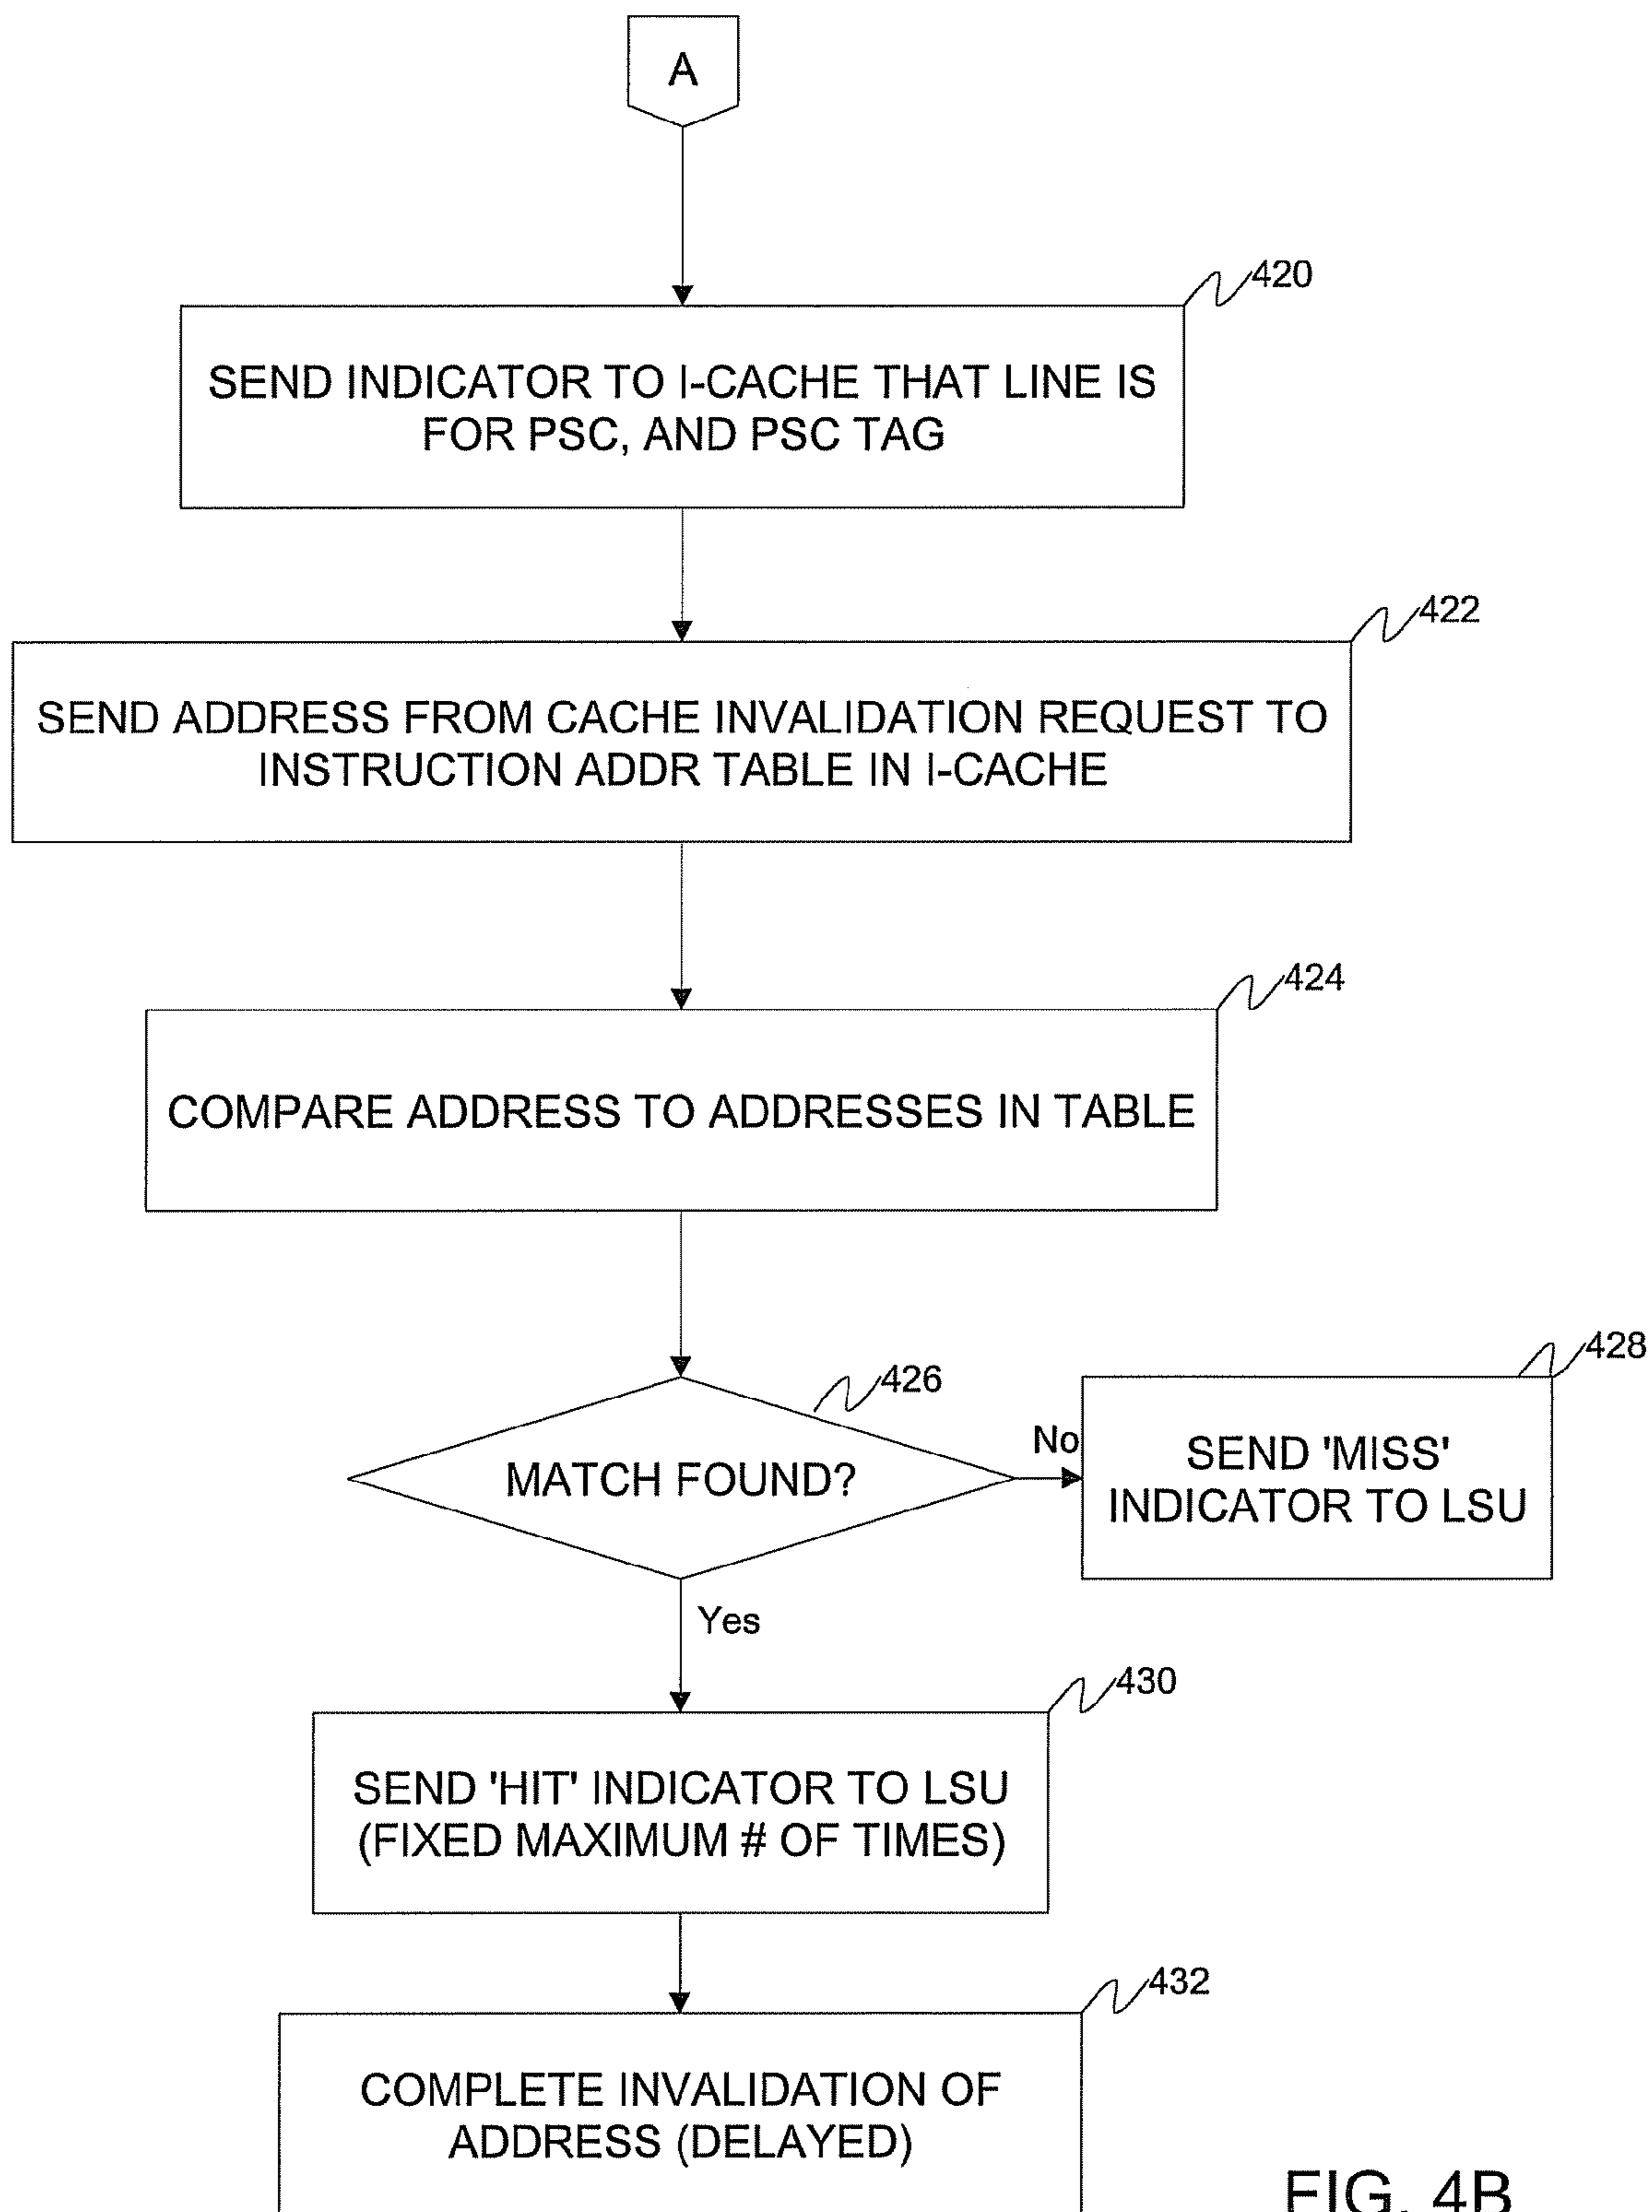 A
420
SEND INDICATOR TO I-CACHE THAT LINE IS
FOR PSC, AND PSC TAG
422
SEND ADDRESS FROM CACHE INVALIDATION REQUEST TO
INSTRUCTION ADDR TABLE IN I-CACHE
424
COMPARE ADDRESS TO ADDRESSES IN TABLE
426
MATCH FOUND?
No
428
SEND 'MISS'
INDICATOR TO LSU
Yes
430
SEND 'HIT' INDICATOR TO LSU
(FIXED MAXIMUM # OF TIMES)
432
COMPLETE INVALIDATION OF
ADDRESS (DELAYED)
FIG. 4B